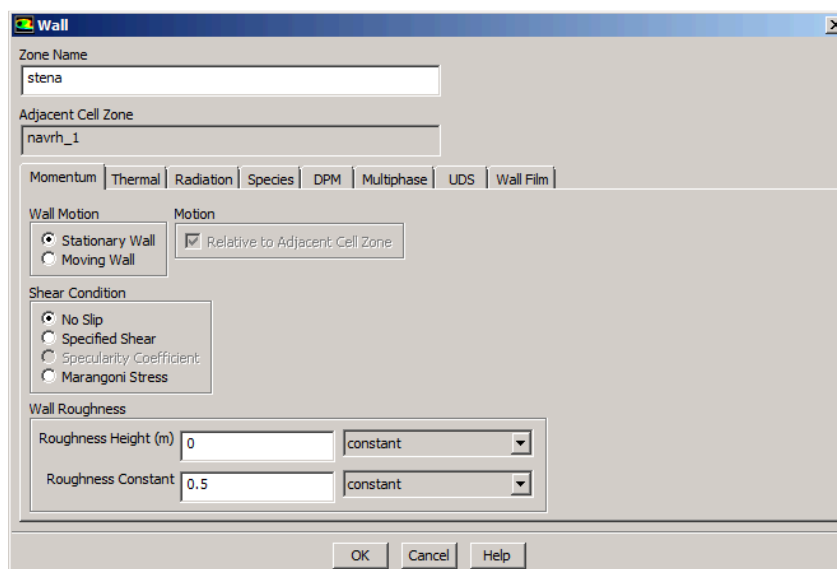 Wall
Zone Name
stena
Adjacent Cell Zone
navrh_1
Momentum Thermal Radiation Species DPM Multiphase UDS Wall Film
Wall Motion Motion
Stationary Wall Relative to Adjacent Cell Zone
Moving Wall
Shear Condition
No Slip
Specified Shear
Specularity Coefficient
Marangoni Stress
Wall Roughness
Roughness Height (m) 0 constant
Roughness Constant 0.5 constant
OK Cancel Help